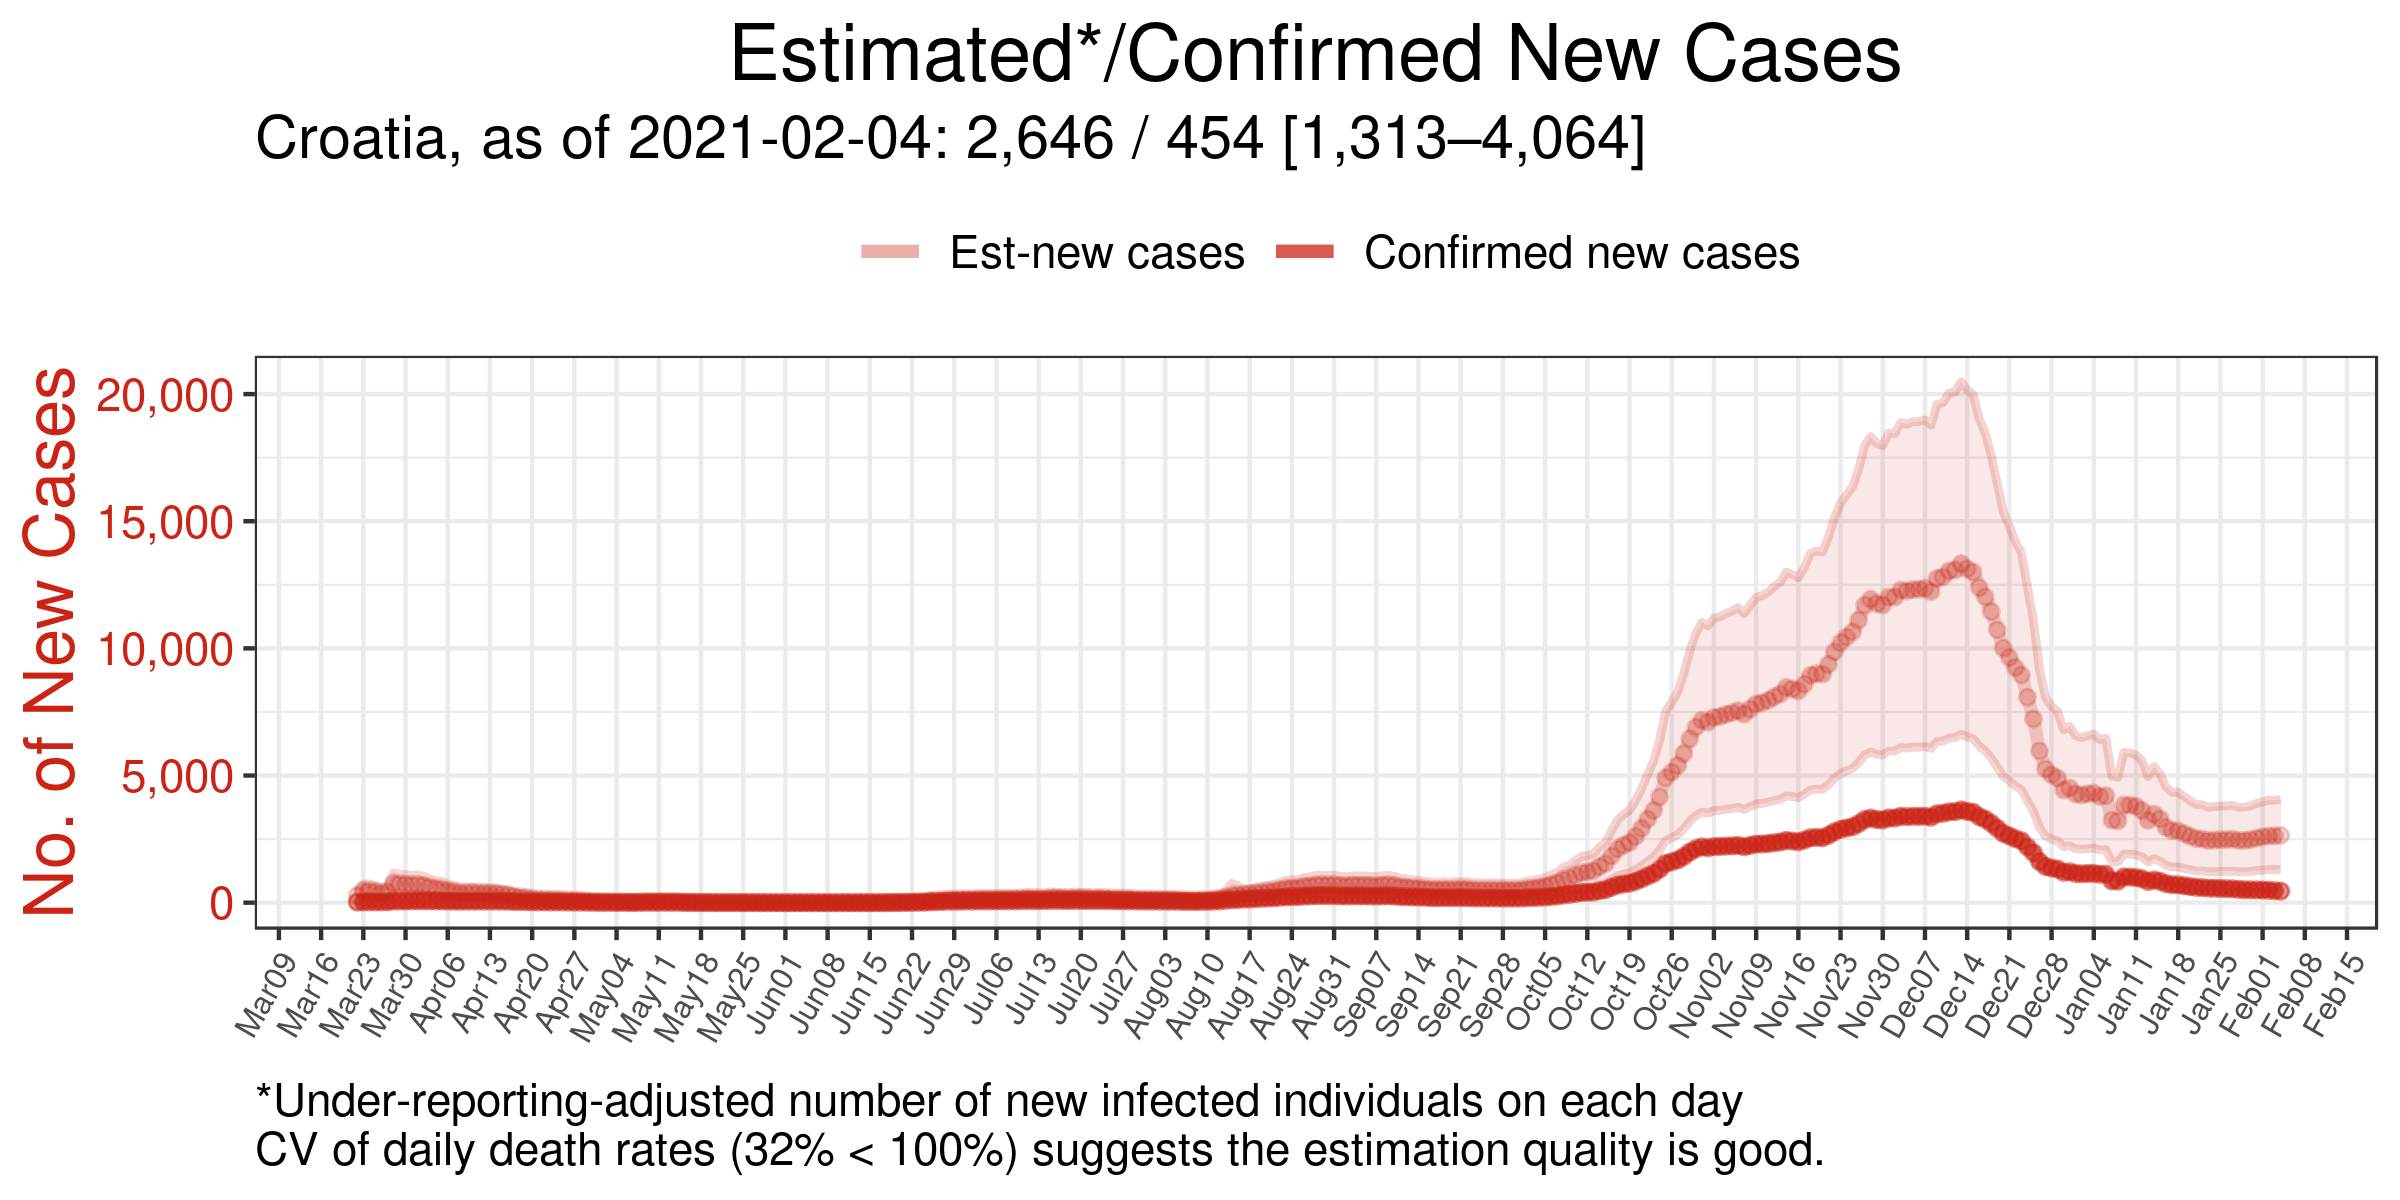 Estimated*/Confirmed New Cases
Croatia, as of 2021-02-04: 2,646 / 454 [1,313–4,064]
Est-new cases
Confirmed new cases
No. of New Cases
20,000
15,000
10,000
5,000
0
Mar09
Mar16
Mar23
Mar30
Apr06
Apr13
Apr20
Apr27
May04
May11
May18
May25
Jun01
Jun08
Jun15
Jun22
Jun29
Jul06
Jul13
Jul20
Jul27
Aug03
Aug10
Aug17
Aug24
Aug31
Sep07
Sep14
Sep21
Sep28
Oct05
Oct12
Oct19
Oct26
Nov02
Nov09
Nov16
Nov23
Nov30
Dec07
Dec14
Dec21
Dec28
Jan04
Jan11
Jan18
Jan25
Feb01
Feb08
Feb15
*Under-reporting-adjusted number of new infected individuals on each day
CV of daily death rates (32% < 100%) suggests the estimation quality is good.